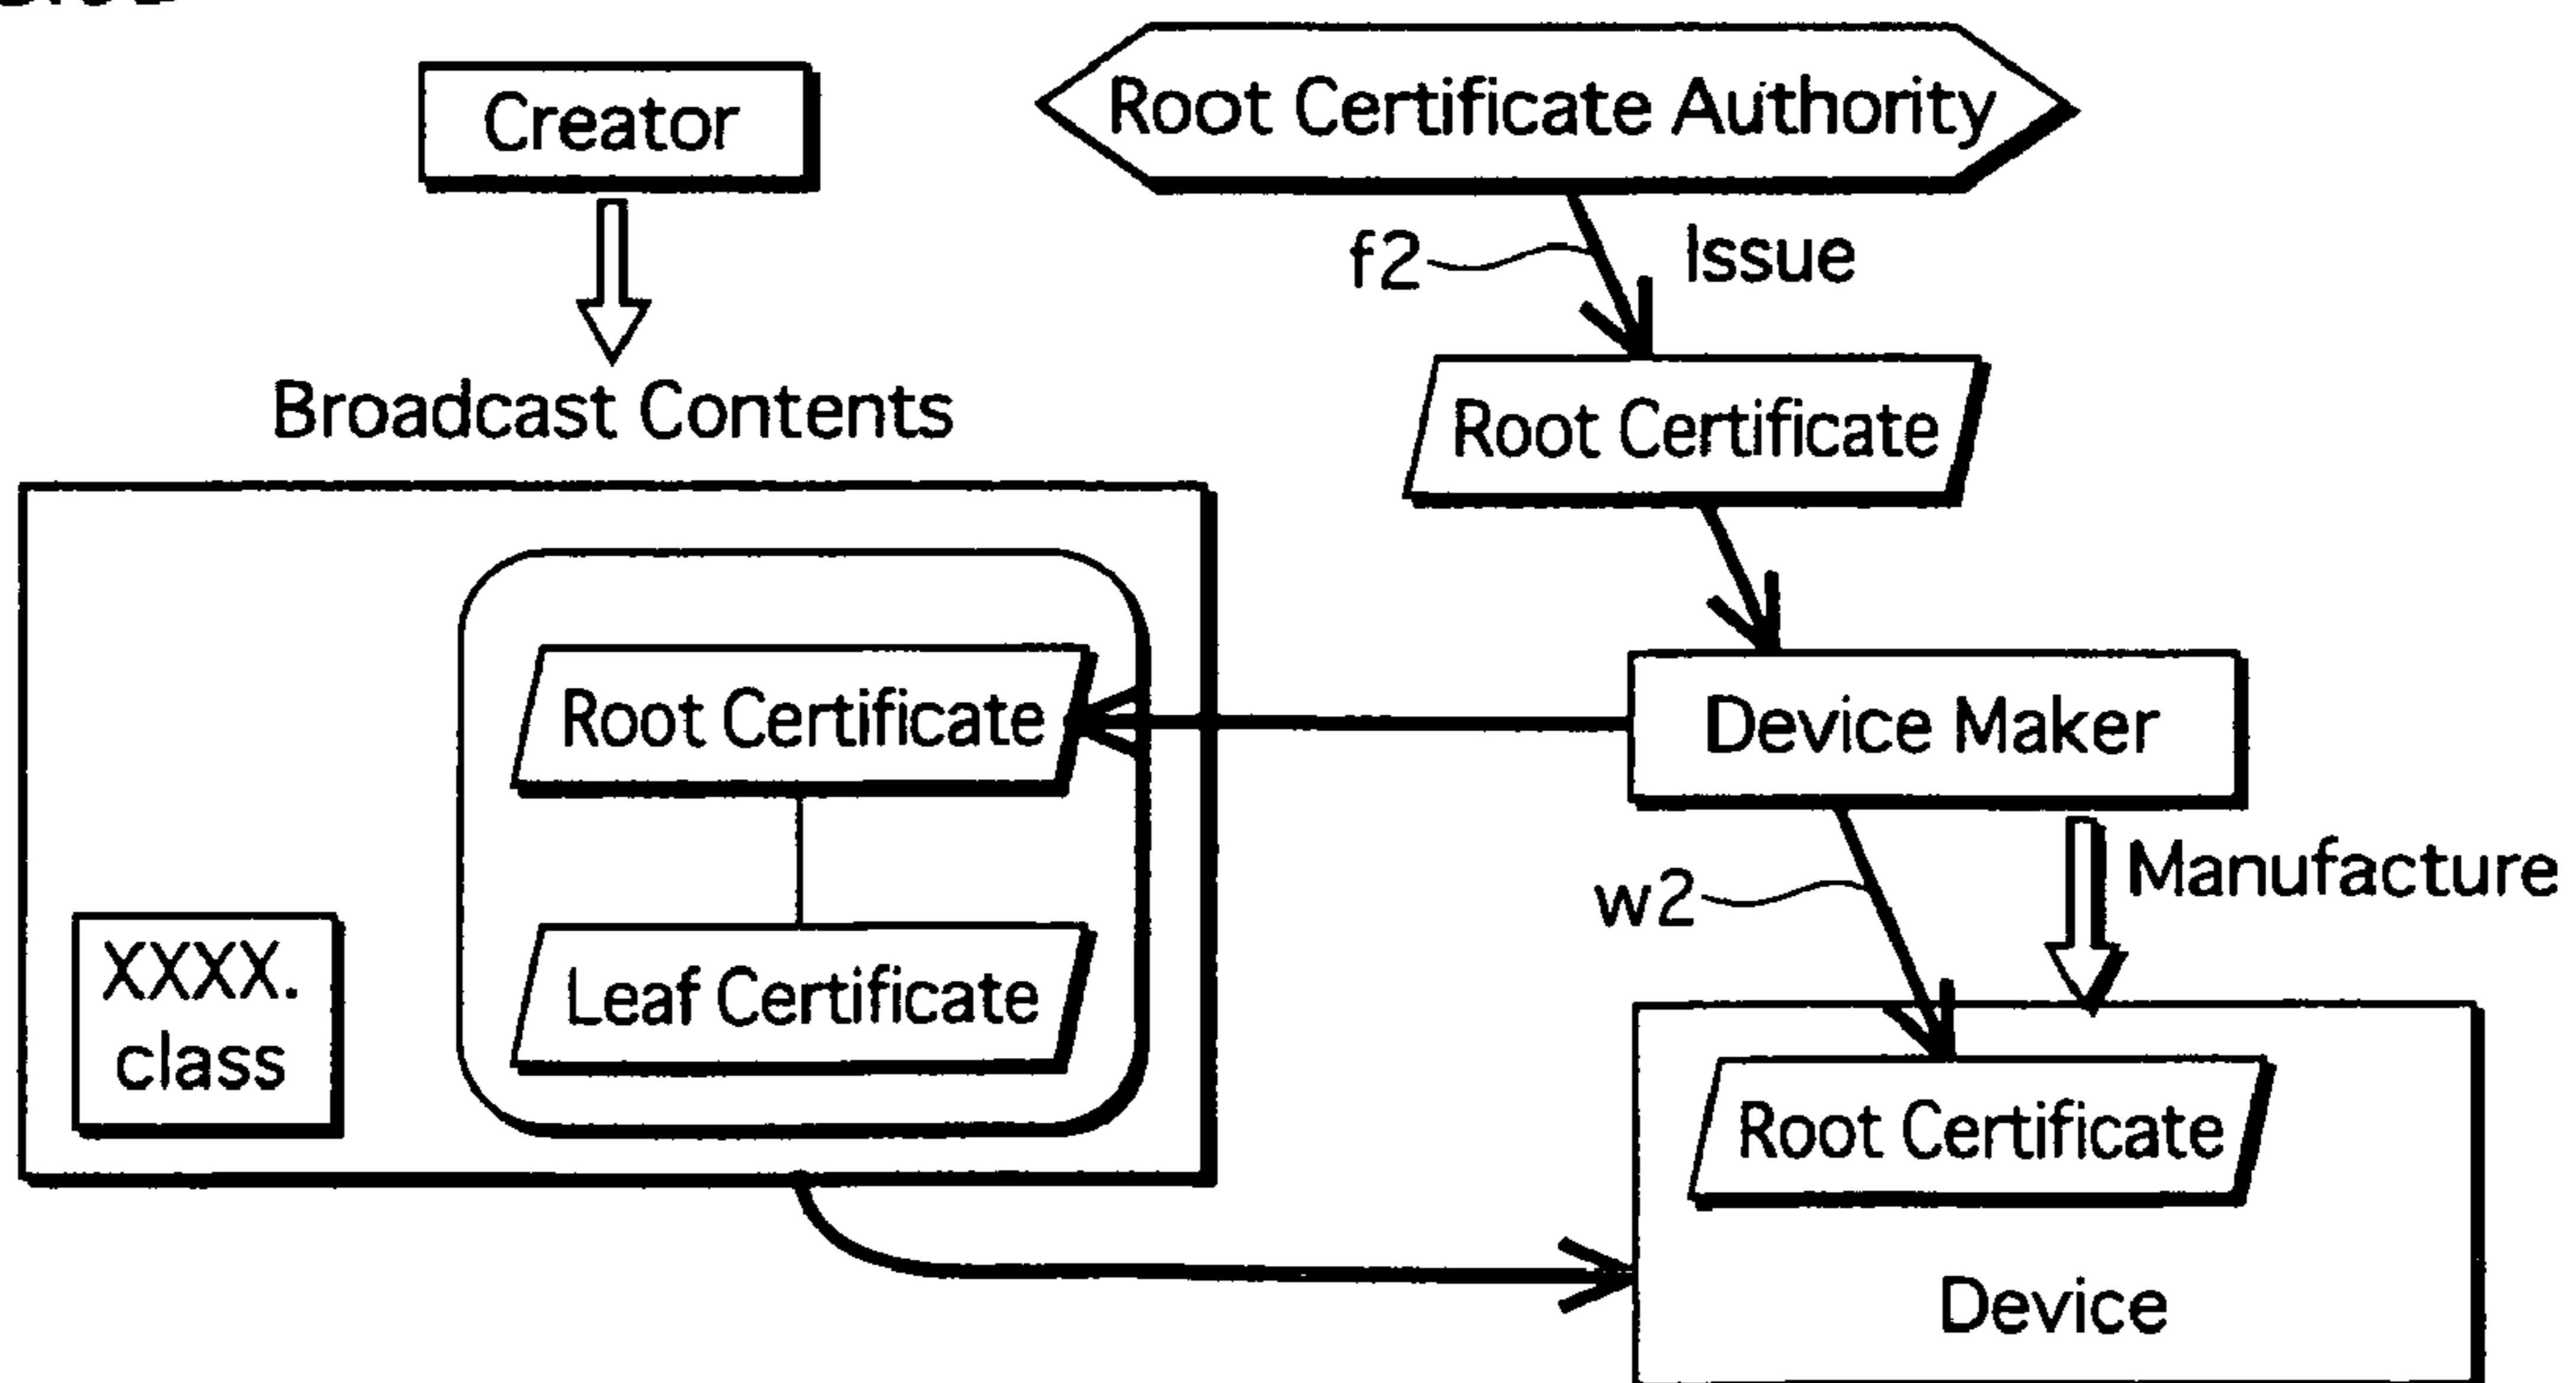 Creator
Root Certificate Authority
f2
Issue
Broadcast Contents
Root Certificate
Root Certificate
Device Maker
w2
Manufacture
XXXX.
class
Leaf Certificate
Root Certificate
Device